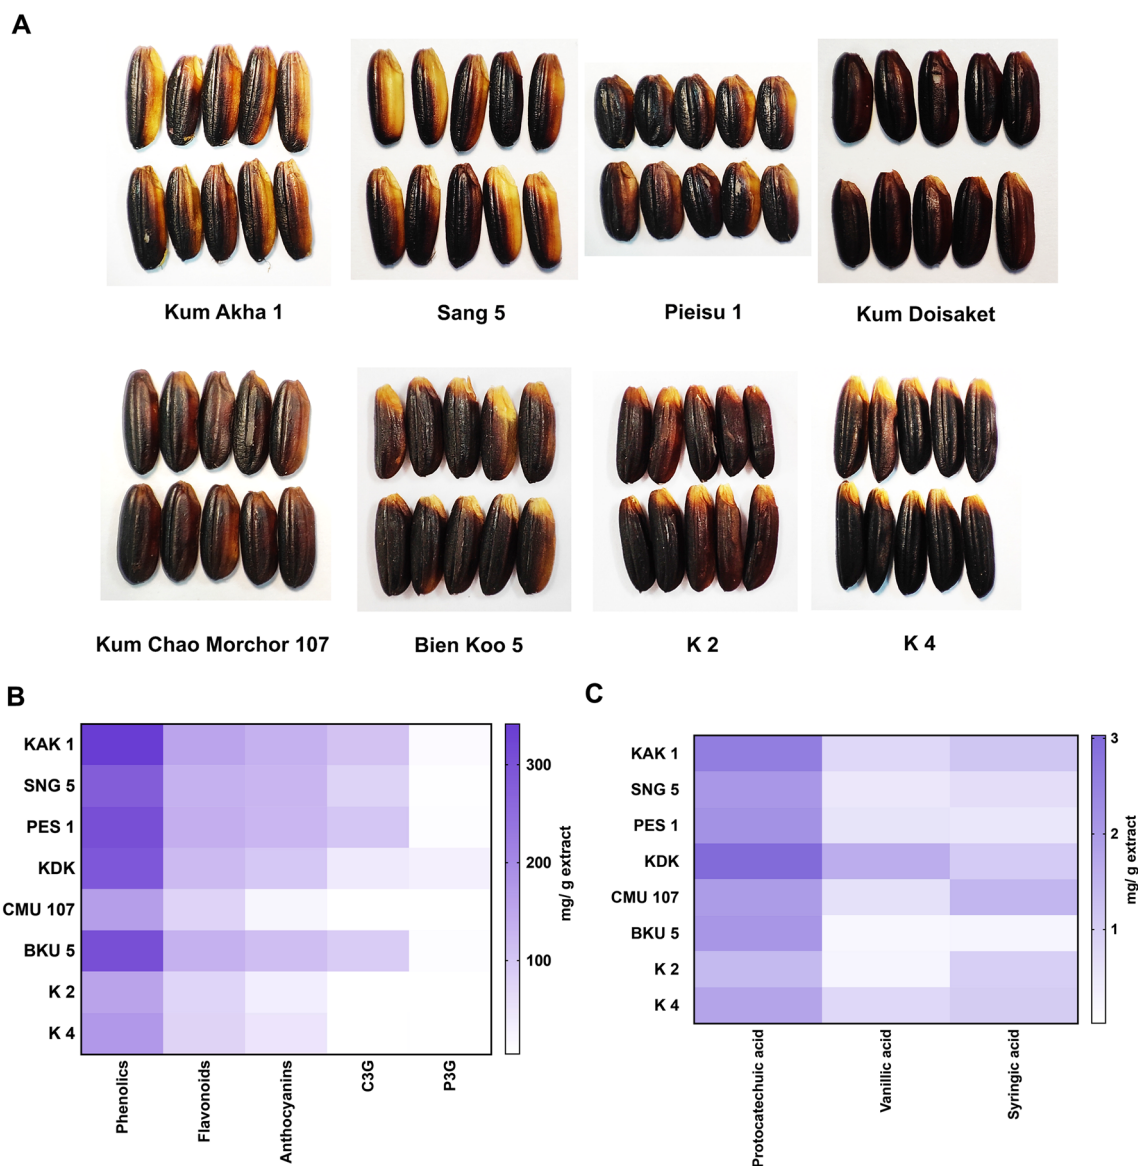 A
Kum Akha 1
Sang 5
Pieisu 1
Kum Doisaket
Kum Chao Morchor 107
Bien Koo 5
K 2
K 4
B
KAK 1
SNG 5
PES 1
KDK
CMU 107
BKU 5
K 2
K 4
Phenolics
Flavonoids
Anthocyanins
C3G
P3G
300
200
100
mg/ g extract
C
KAK 1
SNG 5
PES 1
KDK
CMU 107
BKU 5
K 2
K 4
Protocatechuic acid
Vanillic acid
Syringic acid
3
2
1
mg/ g extract